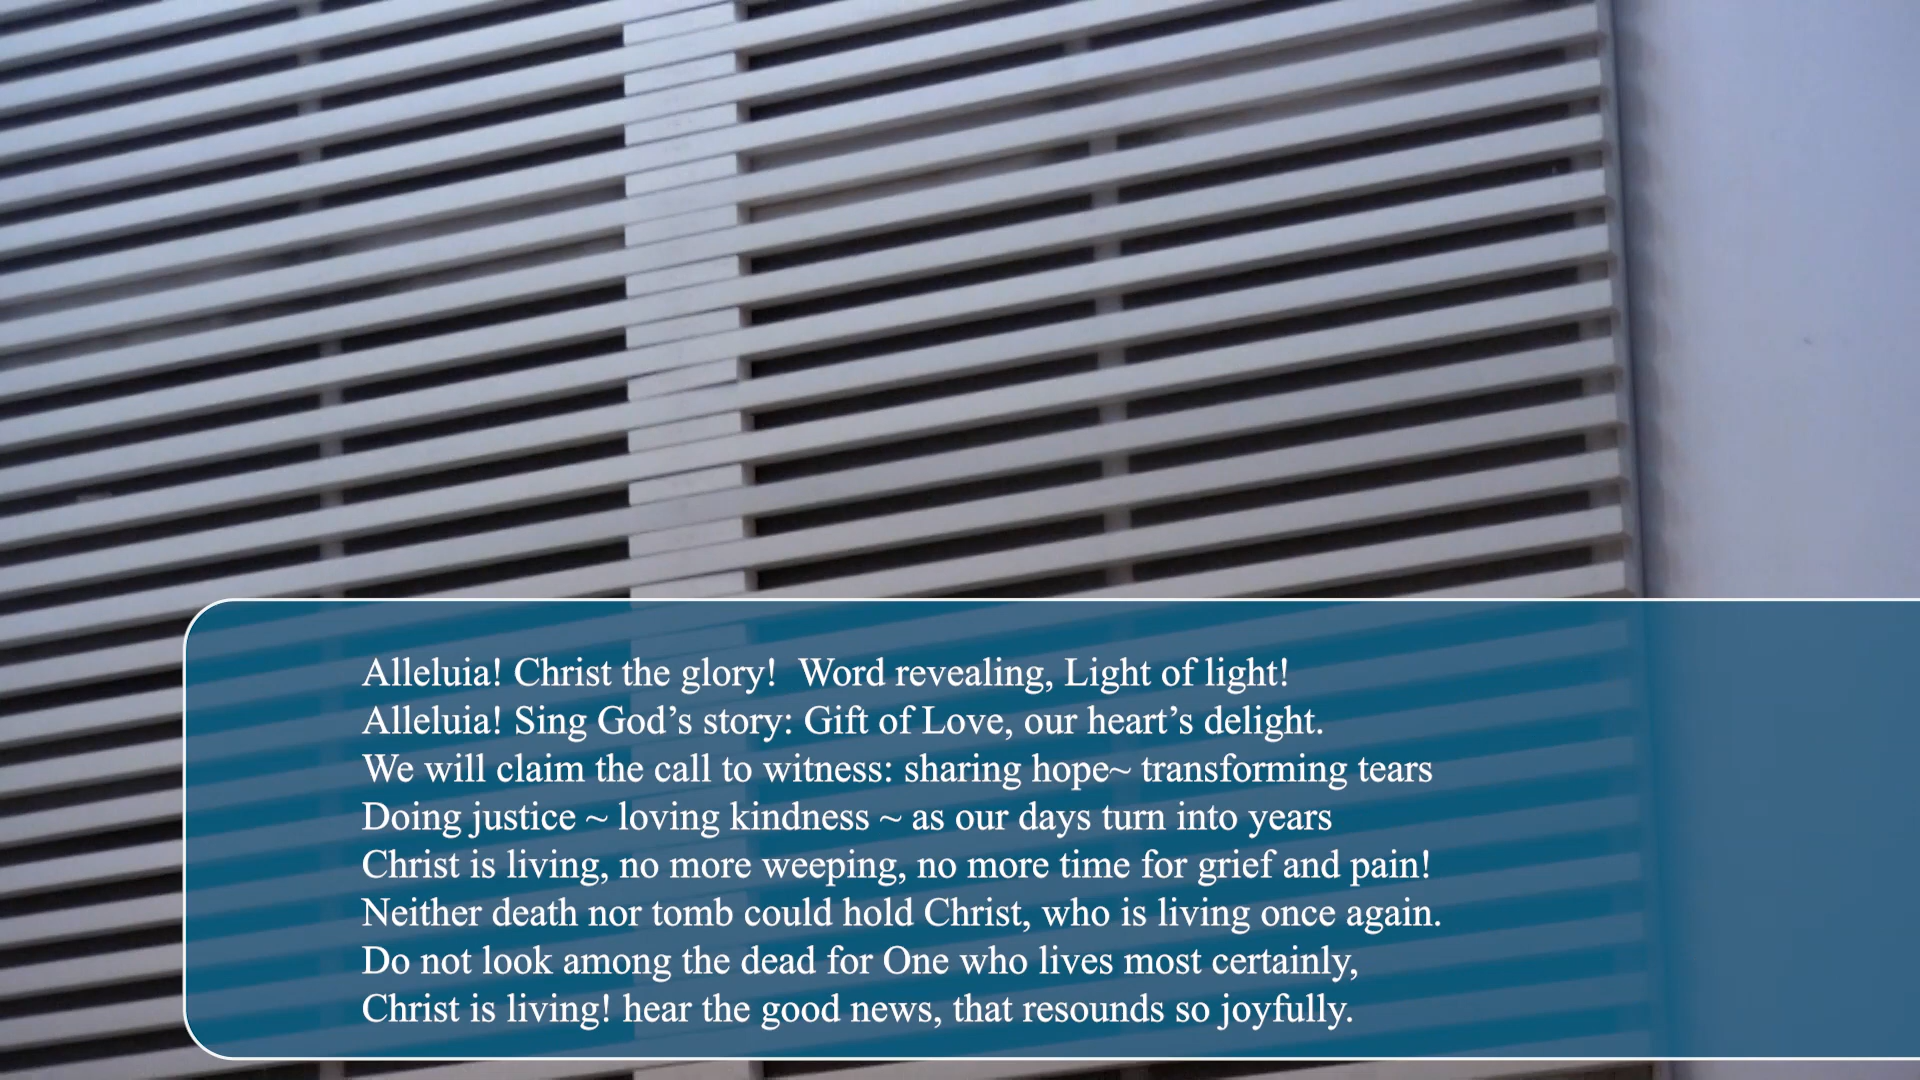 Alleluia! Christ the glory!  Word revealing, Light of light!
Alleluia! Sing God’s story: Gift of Love, our heart’s delight.
We will claim the call to witness: sharing hope~ transforming tears
Doing justice ~ loving kindness ~ as our days turn into years
Christ is living, no more weeping, no more time for grief and pain!
Neither death nor tomb could hold Christ, who is living once again.
Do not look among the dead for One who lives most certainly,
Christ is living! hear the good news, that resounds so joyfully.